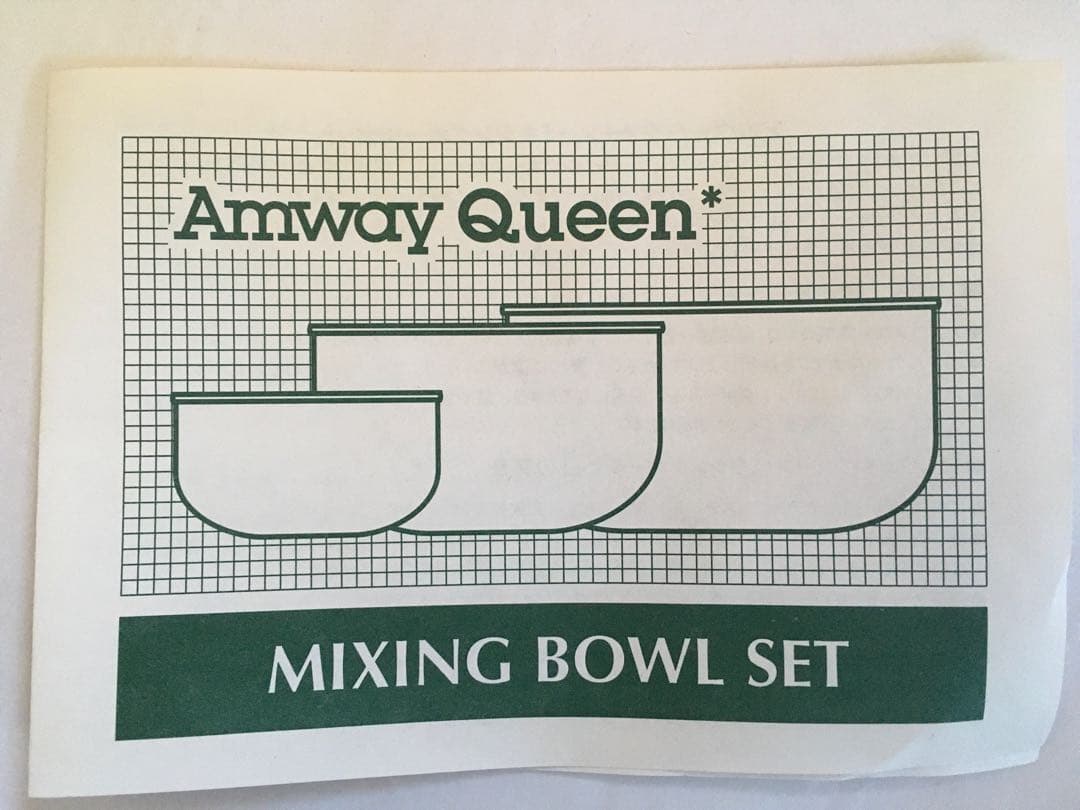 Amway Queen*
MIXING BOWL SET